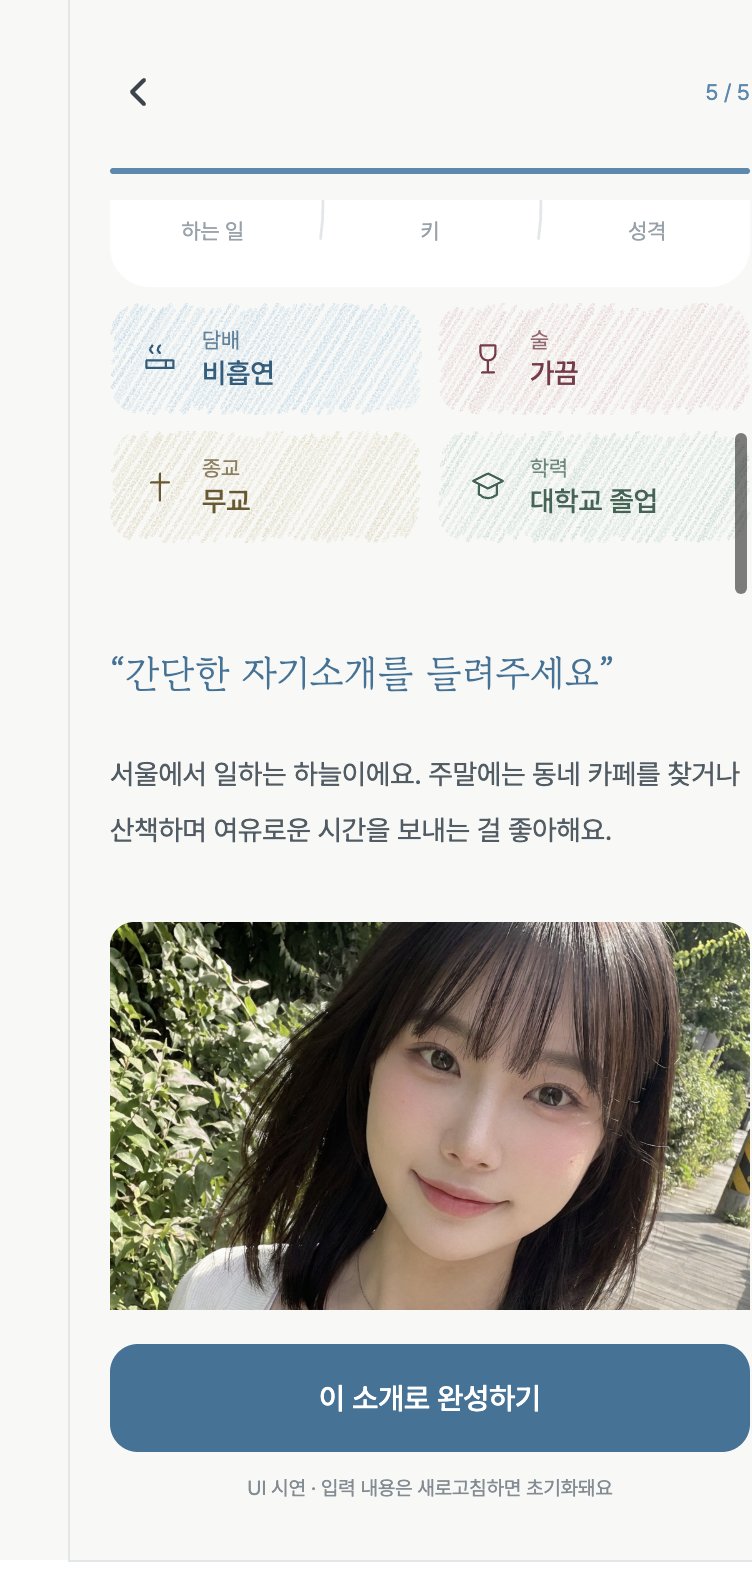 5 / 5
하는 일
키
성격
담배
비흡연
술
가끔
종교
무교
학력
대학교 졸업
“간단한 자기소개를 들려주세요”
서울에서 일하는 하늘이에요. 주말에는 동네 카페를 찾거나
산책하며 여유로운 시간을 보내는 걸 좋아해요.
이 소개로 완성하기
UI 시연 · 입력 내용은 새로고침하면 초기화돼요